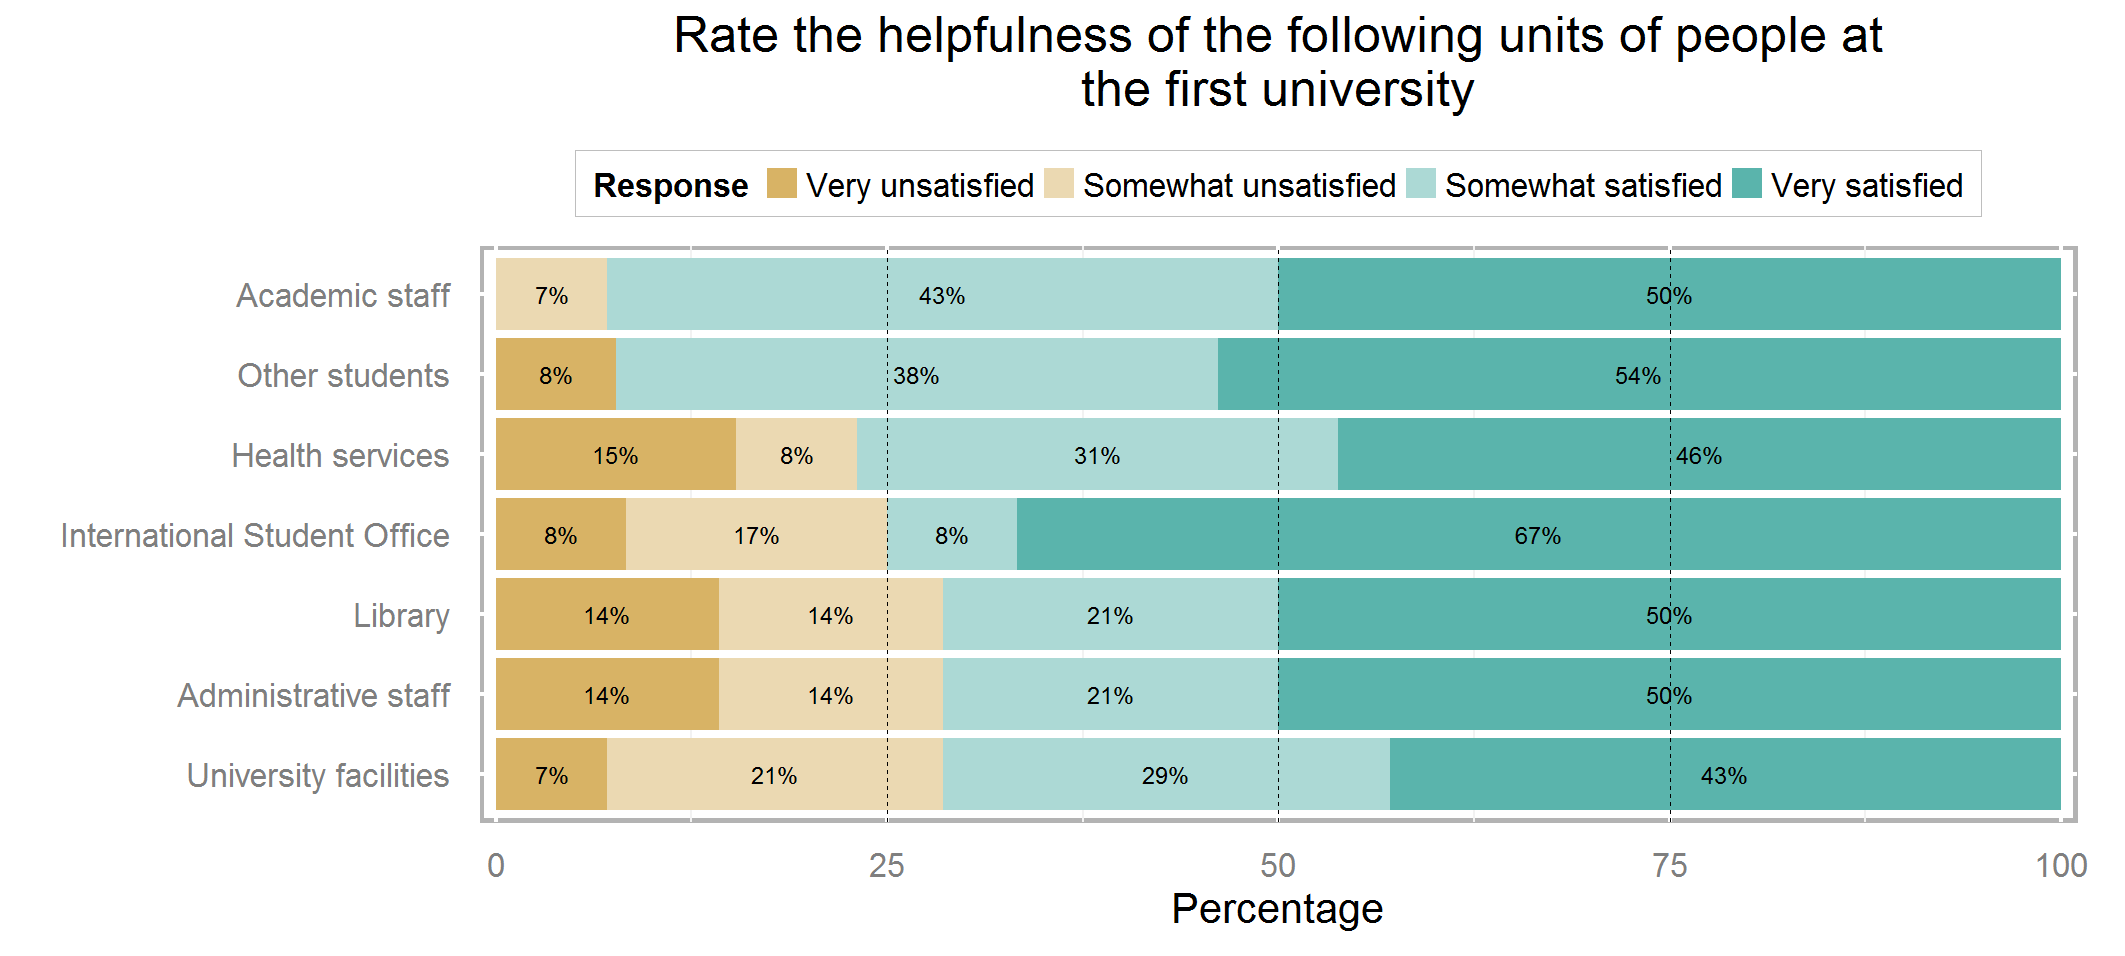 Rate the helpfulness of the following units of people at
the first university
Response Very unsatisfied Somewhat unsatisfied Somewhat satisfied Very satisfied
Academic staff 7% 43% 50%
Other students 8% 38% 54%
Health services 15% 8% 31% 46%
International Student Office 8% 17% 8% 67%
Library 14% 14% 21% 50%
Administrative staff 14% 14% 21% 50%
University facilities 7% 21% 29% 43%
0 25 50 75 100
Percentage